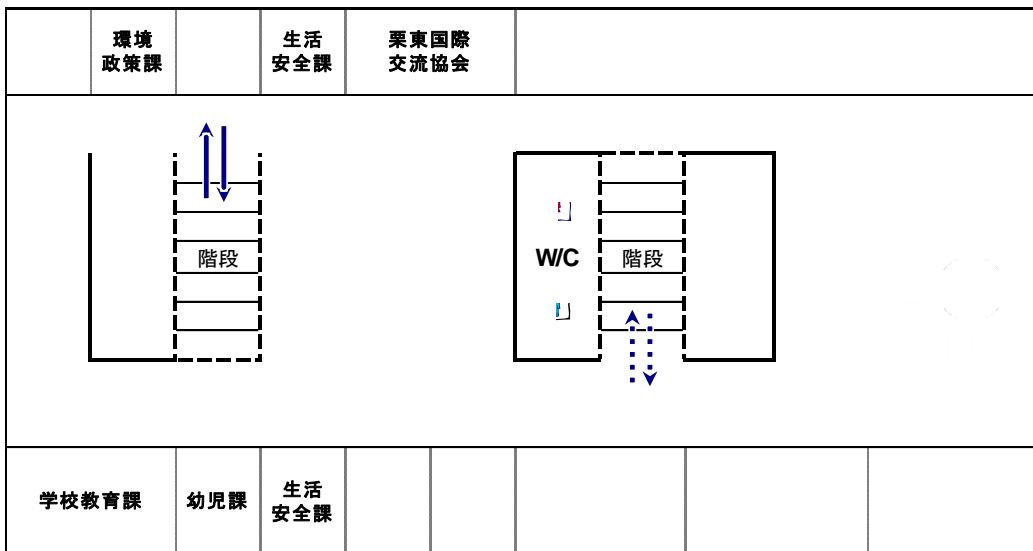 環境
政策課
生活
安全課
栗東国際
交流協会
階段
W/C
階段
学校教育課
幼児課
生活
安全課